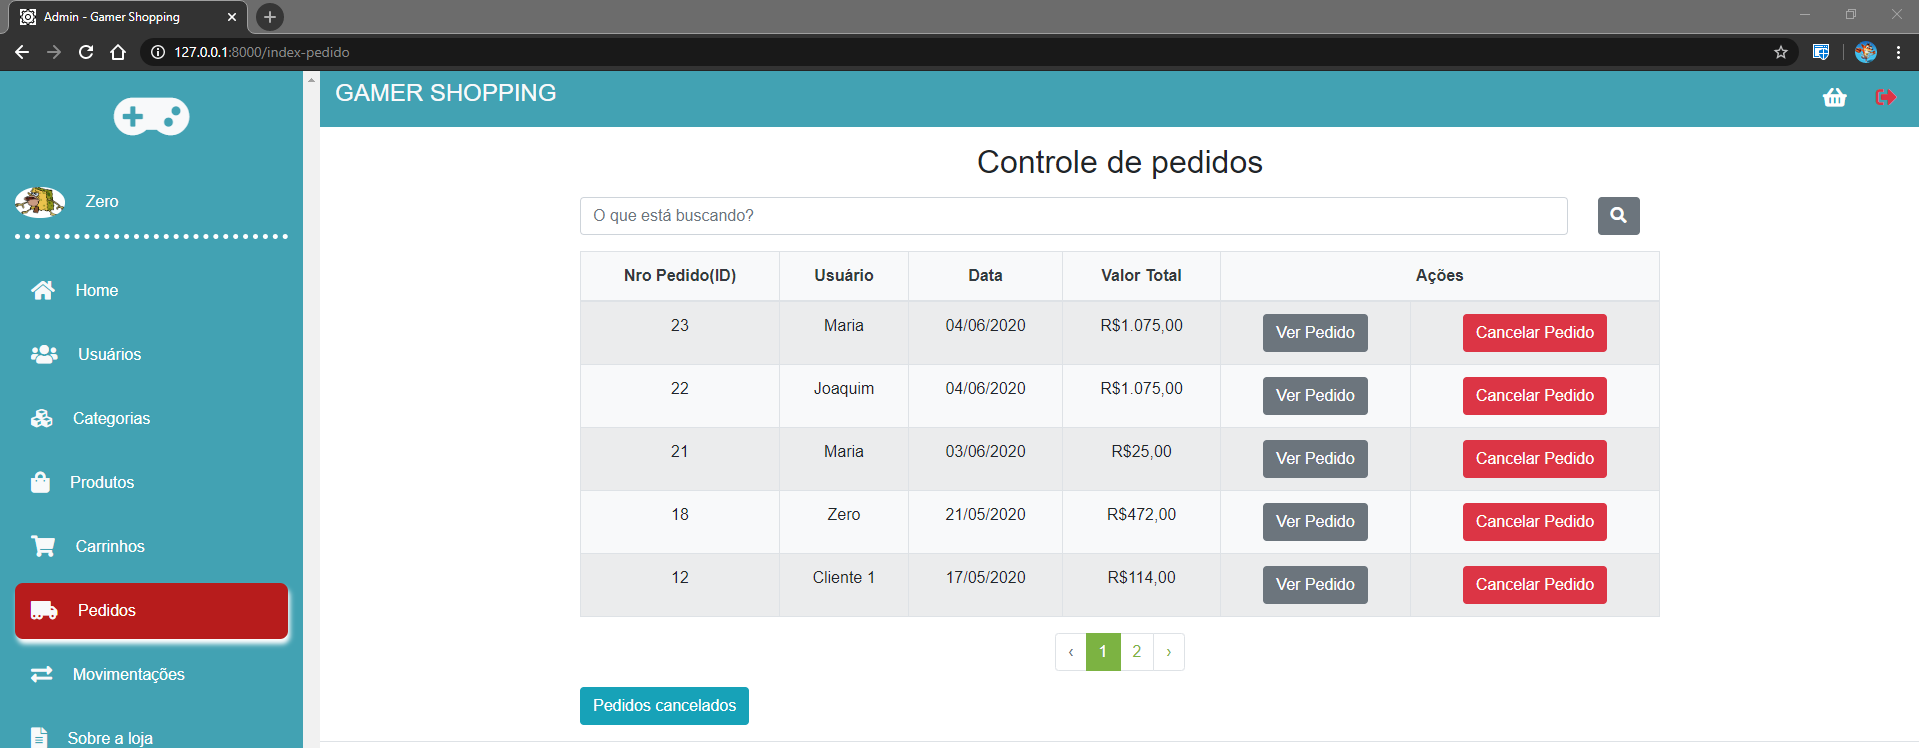 Admin - Gamer Shopping
127.0.0.1:8000/index-pedido
GAMER SHOPPING
Zero
Home
Usuários
Categorias
Produtos
Carrinhos
Pedidos
Movimentações
Sobre a loja
Controle de pedidos
O que está buscando?
Nro Pedido(ID) Usuário Data Valor Total Ações
23 Maria 04/06/2020 R$1.075,00 Ver Pedido Cancelar Pedido
22 Joaquim 04/06/2020 R$1.075,00 Ver Pedido Cancelar Pedido
21 Maria 03/06/2020 R$25,00 Ver Pedido Cancelar Pedido
18 Zero 21/05/2020 R$472,00 Ver Pedido Cancelar Pedido
12 Cliente 1 17/05/2020 R$114,00 Ver Pedido Cancelar Pedido
‹ 1 2 ›
Pedidos cancelados